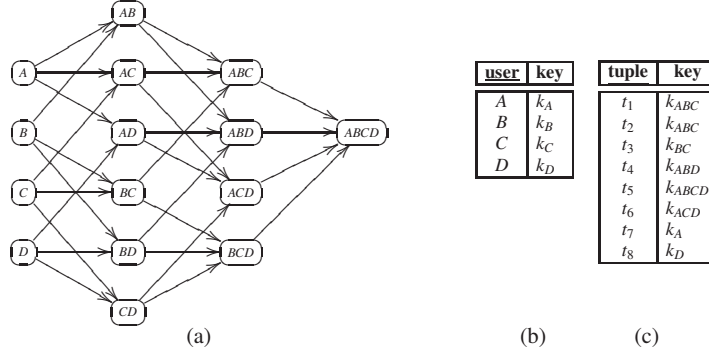 AB
A AC ABC user key tuple key
A k_A t_1 k_ABC
B AD ABD ABCD B k_B t_2 k_ABC
C k_C t_3 k_BC
C BC ACD D k_D t_4 k_ABD
t_5 k_ABCD
t_6 k_ACD
D BD BCD t_7 k_A
t_8 k_D
CD
(a) (b) (c)